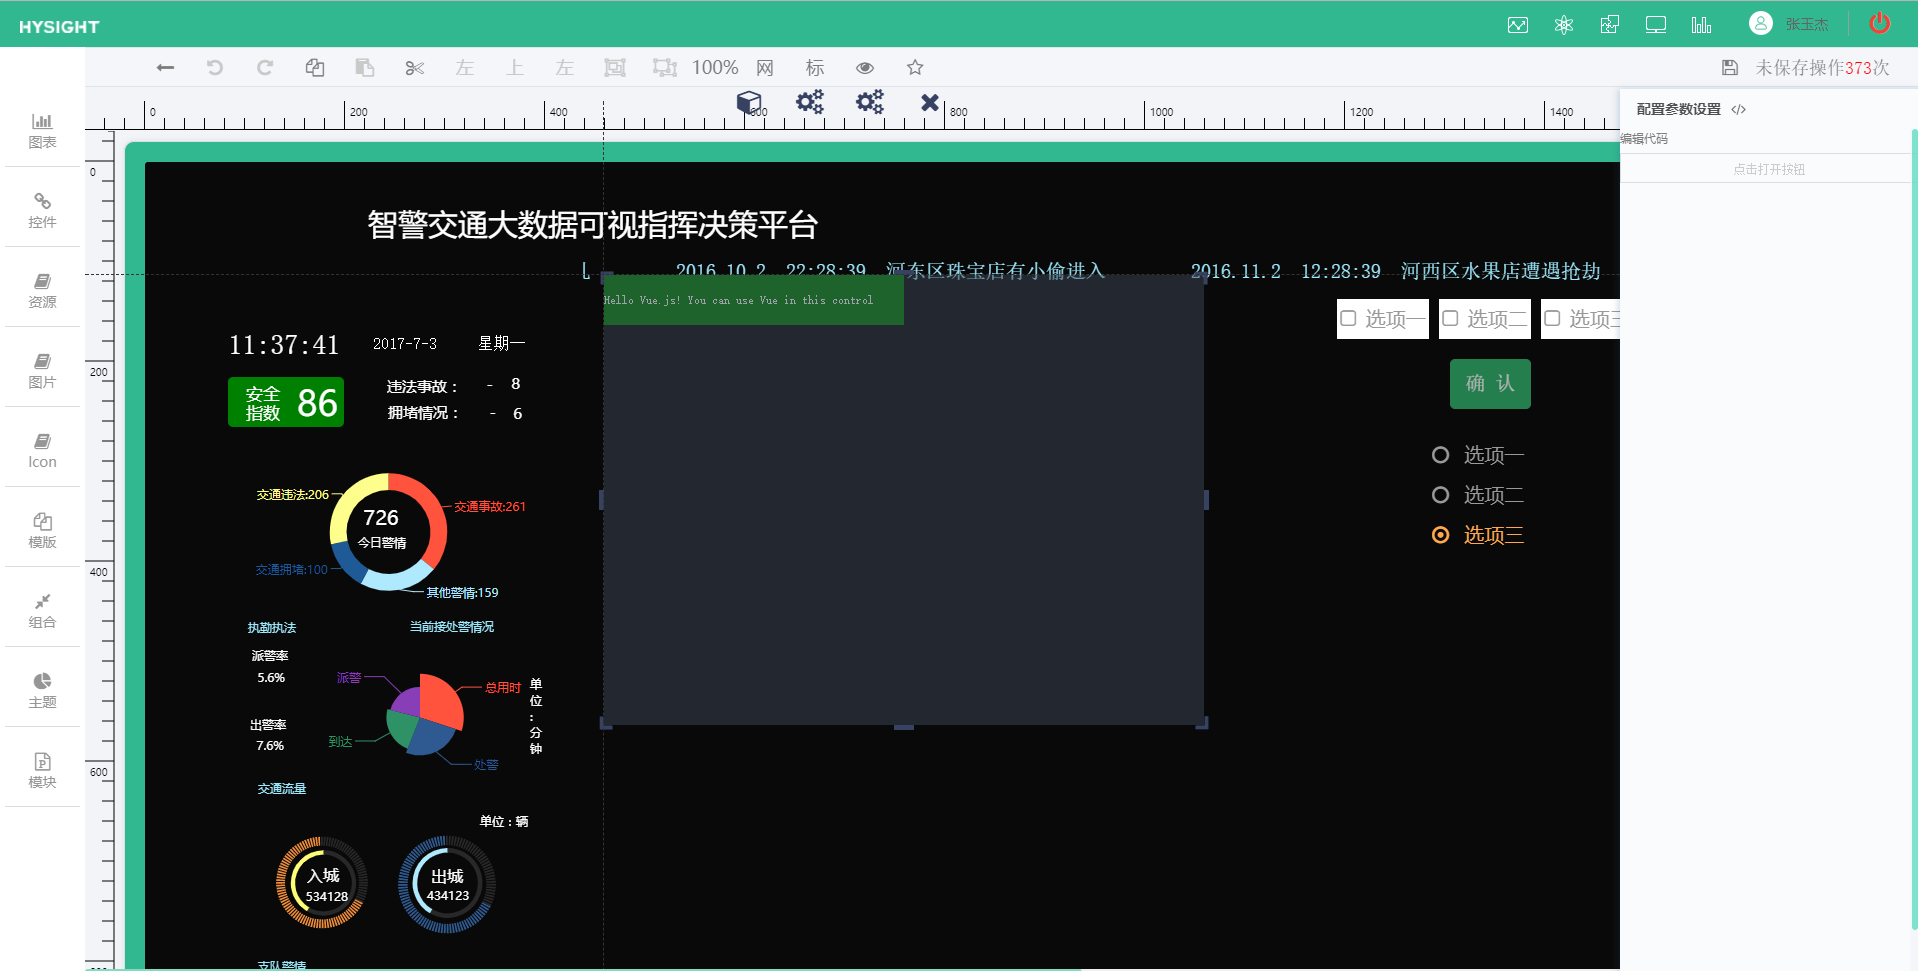 HYSIGHT
张玉杰
左 上 左 100% 网 标
未保存操作373次
0 200 400 600 800 1000 1200 1400
0
200
400
600
图表
控件
资源
图片
Icon
模版
组合
主题
模块
配置参数设置 </>
编辑代码
点击打开按钮
智警交通大数据可视指挥决策平台
2016.10.2 22:28:39 河东区珠宝店有小偷进入 2016.11.2 12:28:39 河西区水果店遭遇抢劫
Hello Vue.js! You can use Vue in this control
选项一 选项二 选项三
确 认
选项一
选项二
选项三
11:37:41 2017-7-3 星期一
安全指数 86
违法事故： - 8
拥堵情况： - 6
交通违法:206
交通事故:261
726
今日警情
交通拥堵:100
其他警情:159
执勤执法
当前接处警情况
派警率
5.6%
出警率
7.6%
派警
总用时
到达
处警
单位：分钟
交通流量
单位：辆
入城
534128
出城
434123
支队警情